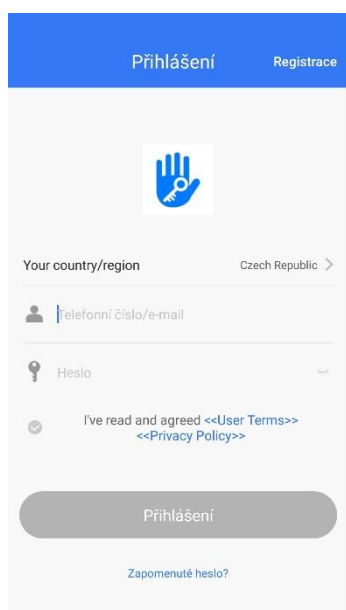 Přihlášení
Registrace
Your country/region
Czech Republic
Telefonní číslo/e-mail
Heslo
I've read and agreed <<User Terms>>
<<Privacy Policy>>
Přihlášení
Zapomenuté heslo?